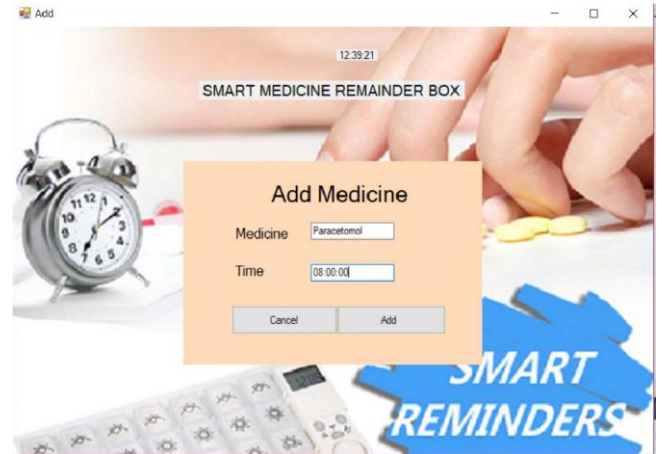 Add
12:39:21
SMART MEDICINE REMAINDER BOX
Add Medicine
Medicine Paracetomol
Time 08:00:00
Cancel Add
SMART
REMINDERS